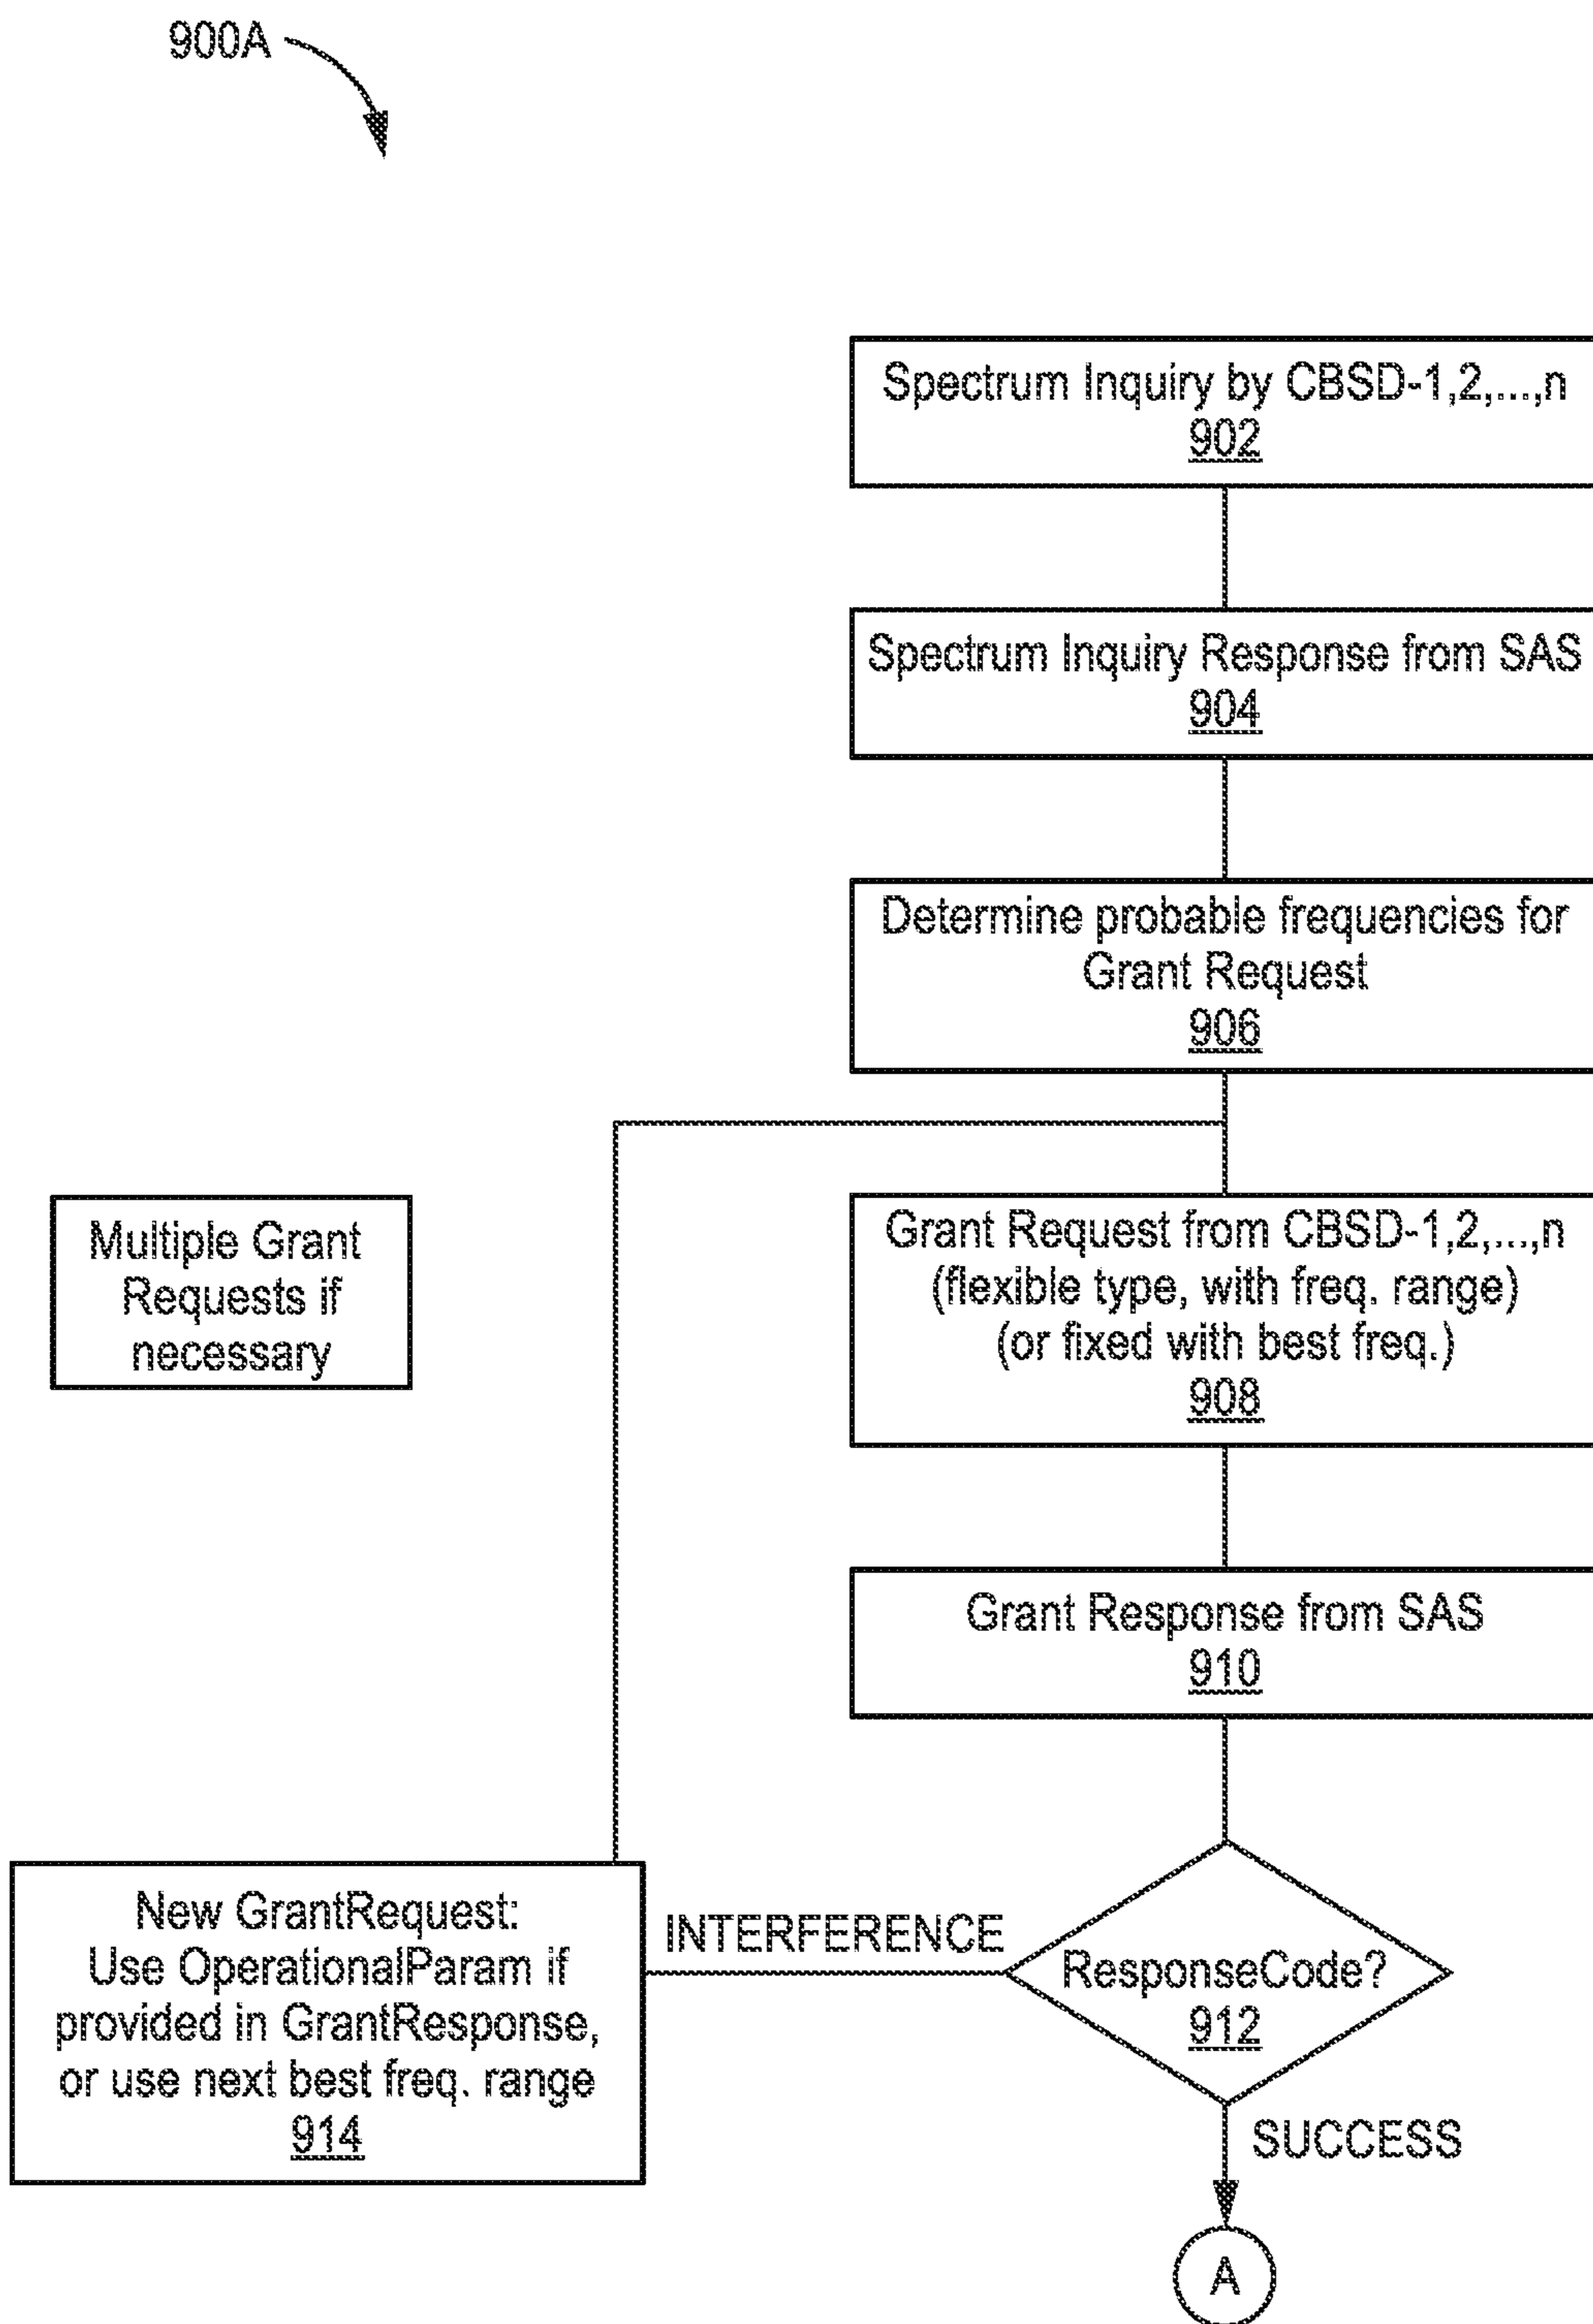 900A
Spectrum Inquiry by CBSD-1,2,...,n
902
Spectrum Inquiry Response from SAS
904
Determine probable frequencies for
Grant Request
906
Multiple Grant
Requests if
necessary
Grant Request from CBSD-1,2,...,n
(flexible type, with freq. range)
(or fixed with best freq.)
908
Grant Response from SAS
910
New GrantRequest:
Use OperationalParam if
provided in GrantResponse,
or use next best freq. range
914
INTERFERENCE
ResponseCode?
912
SUCCESS
A